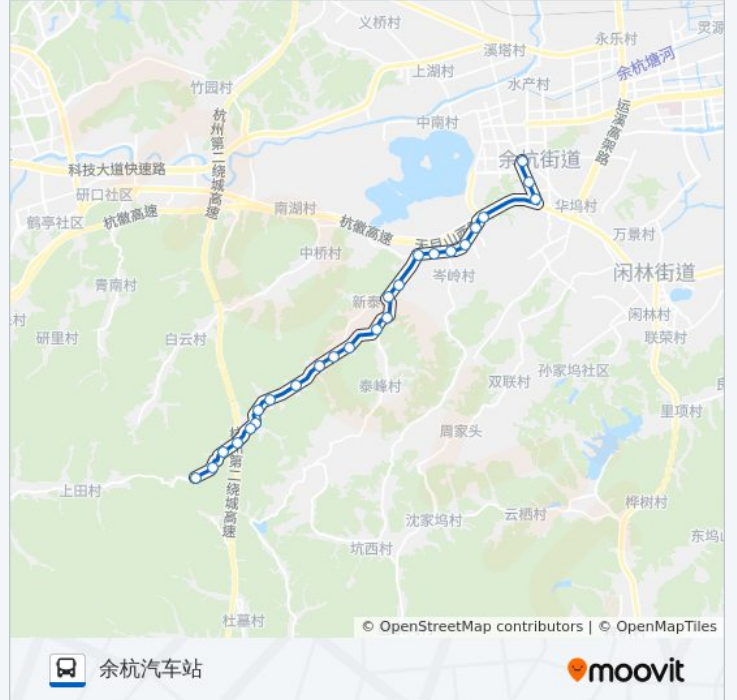 义桥村
灵源
永乐村
溪塔村
余杭塘河
上湖村
竹园村
水产村
运溪高架路
杭州第二绕城高速
中南村
余杭街道
科技大道快速路
研口社区
南湖村
华坞村
杭徽高速
鹤亭社区
杭徽高速
天目山西
万景村
中桥村
闲林街道
岑岭村
青南村
新泰
闲林村
村
研里村
白云村
联荣村
孙家坞社区
双联村
泰峰村
里项村
周家头
杭州第二绕城高速
上田村
桦树村
云栖村
沈家坞村
东坞山
坑西村
杜墓村
© OpenStreetMap contributors | © OpenMapTiles
余杭汽车站
moovit